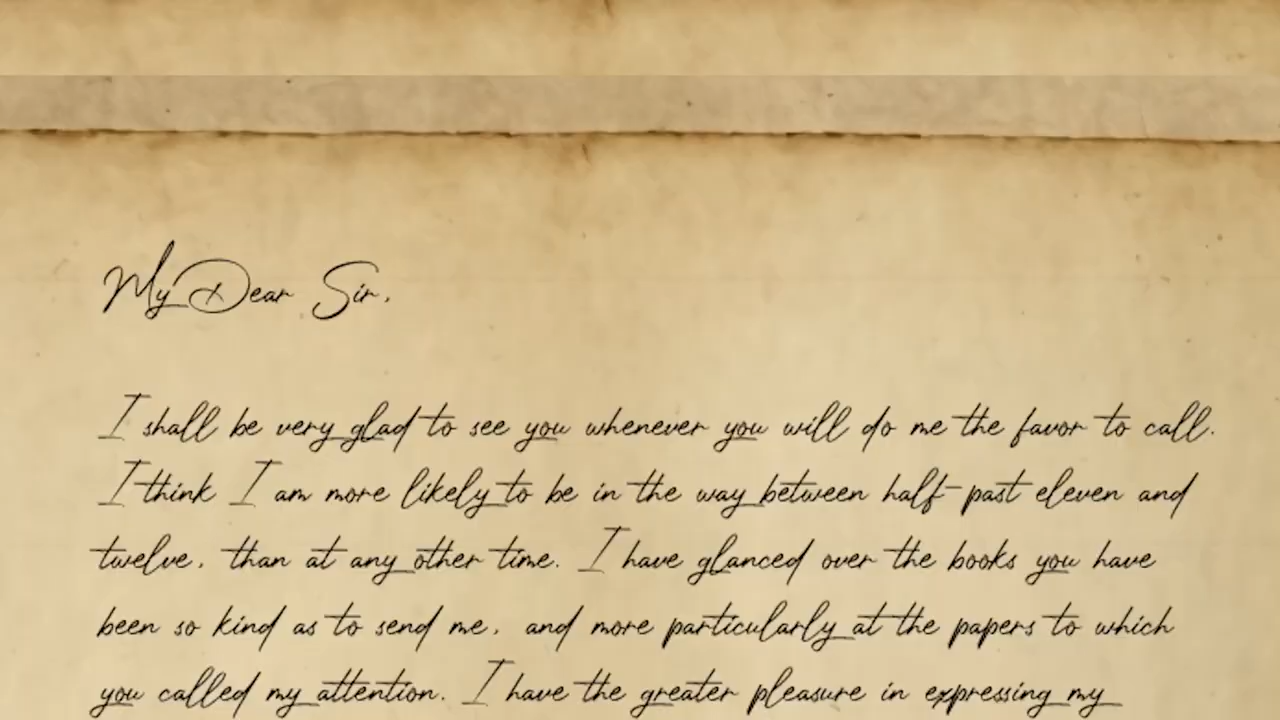 My Dear Sir,
I shall be very glad to see you whenever you will do me the favor to call.
I think I am more likely to be in the way between half-past eleven and
twelve, than at any other time. I have glanced over the books you have
been so kind as to send me, and more particularly at the papers to which
you called my attention. I have the greater pleasure in expressing my